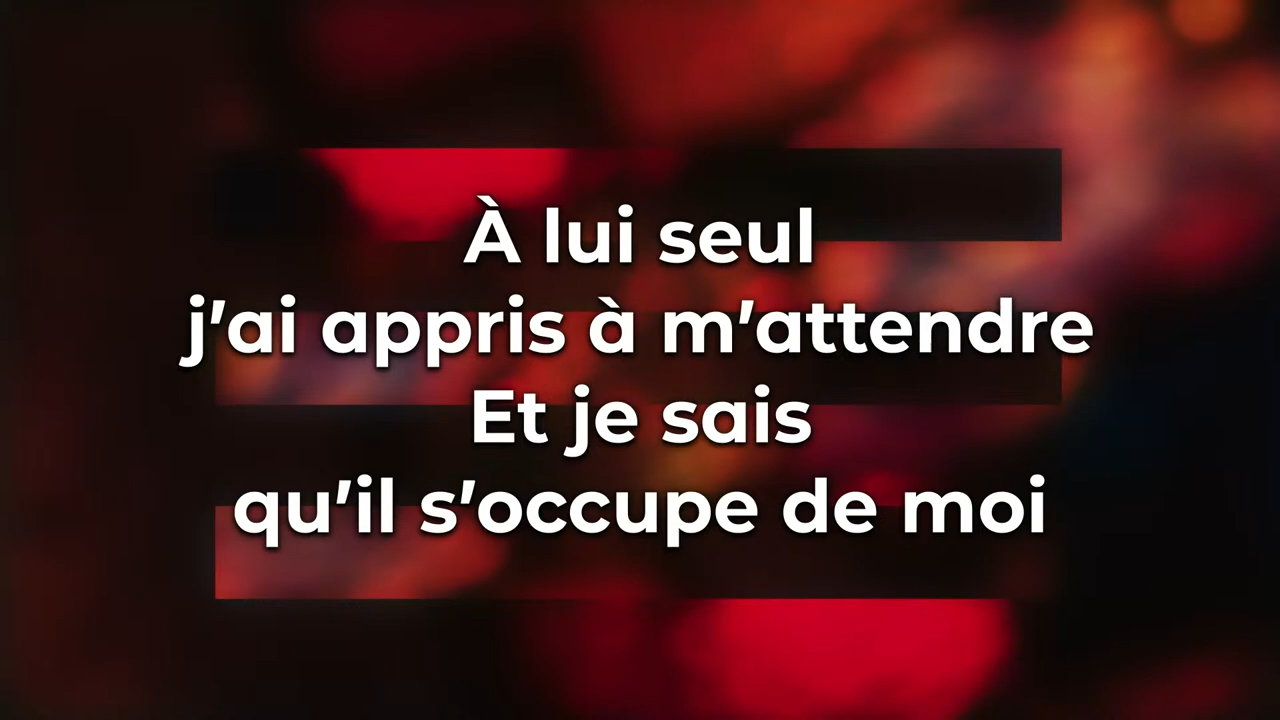 À lui seul
j’ai appris à m’attendre
Et je sais
qu’il s’occupe de moi